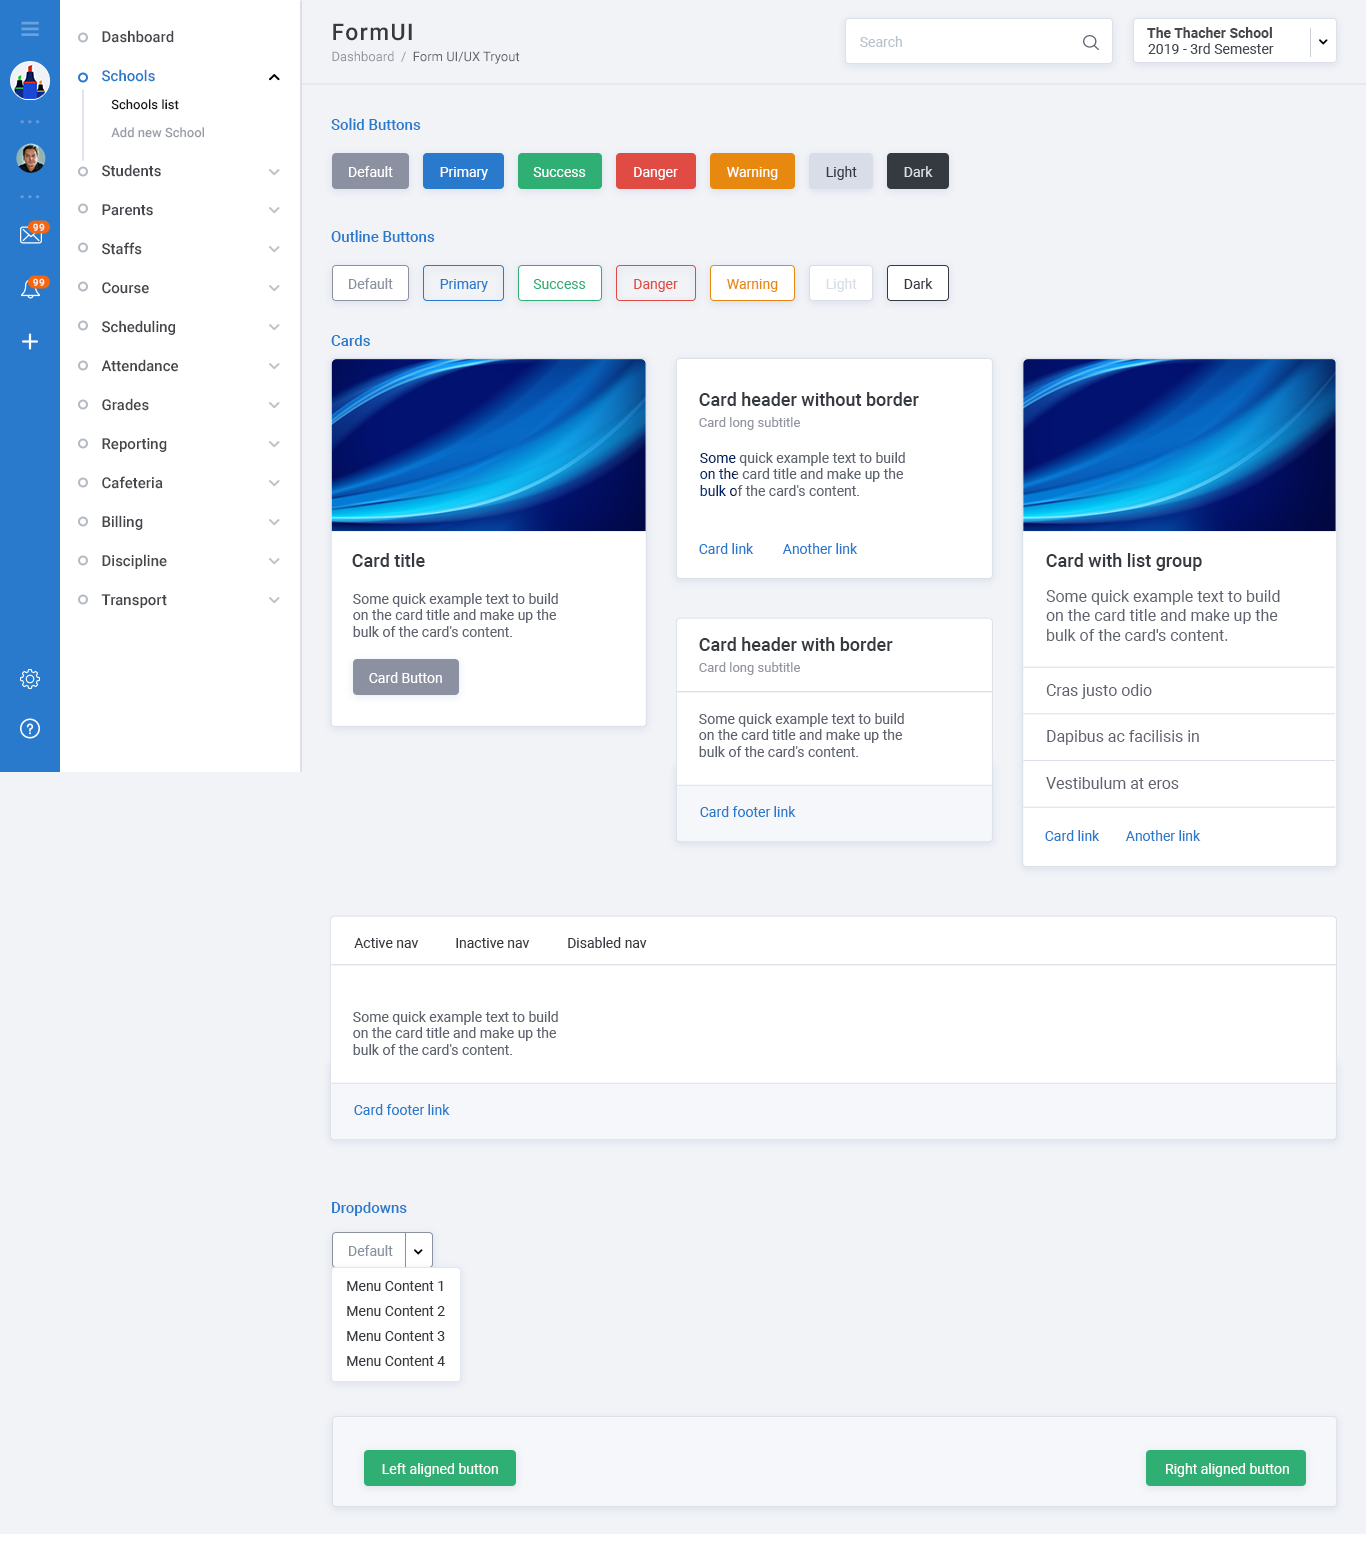 99
99
Dashboard
Schools
Schools list
Add new School
Students
Parents
Staffs
Course
Scheduling
Attendance
Grades
Reporting
Cafeteria
Billing
Discipline
Transport
FormUI
Dashboard / Form UI/UX Tryout
Search
The Thacher School
2019 - 3rd Semester
Solid Buttons
Default Primary Success Danger Warning Light Dark
Outline Buttons
Default Primary Success Danger Warning Light Dark
Cards
Card title
Some quick example text to build
on the card title and make up the
bulk of the card's content.
Card Button
Card header without border
Card long subtitle
Some quick example text to build
on the card title and make up the
bulk of the card's content.
Card link Another link
Card header with border
Card long subtitle
Some quick example text to build
on the card title and make up the
bulk of the card's content.
Card footer link
Card with list group
Some quick example text to build
on the card title and make up the
bulk of the card's content.
Cras justo odio
Dapibus ac facilisis in
Vestibulum at eros
Card link Another link
Active nav Inactive nav Disabled nav
Some quick example text to build
on the card title and make up the
bulk of the card's content.
Card footer link
Dropdowns
Default
Menu Content 1
Menu Content 2
Menu Content 3
Menu Content 4
Left aligned button Right aligned button